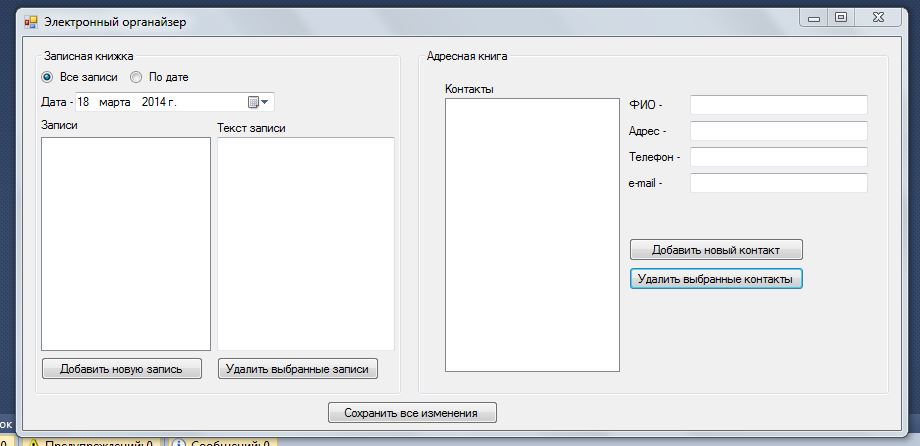 Электронный органайзер
Записная книжка
Все записи По дате
Дата - 18 марта 2014 г.
Записи Текст записи
Добавить новую запись Удалить выбранные записи
Адресная книга
Контакты
ФИО -
Адрес -
Телефон -
e-mail -
Добавить новый контакт
Удалить выбранные контакты
Сохранить все изменения
ок
0 Предупреждений: 0 Сообщений: 0